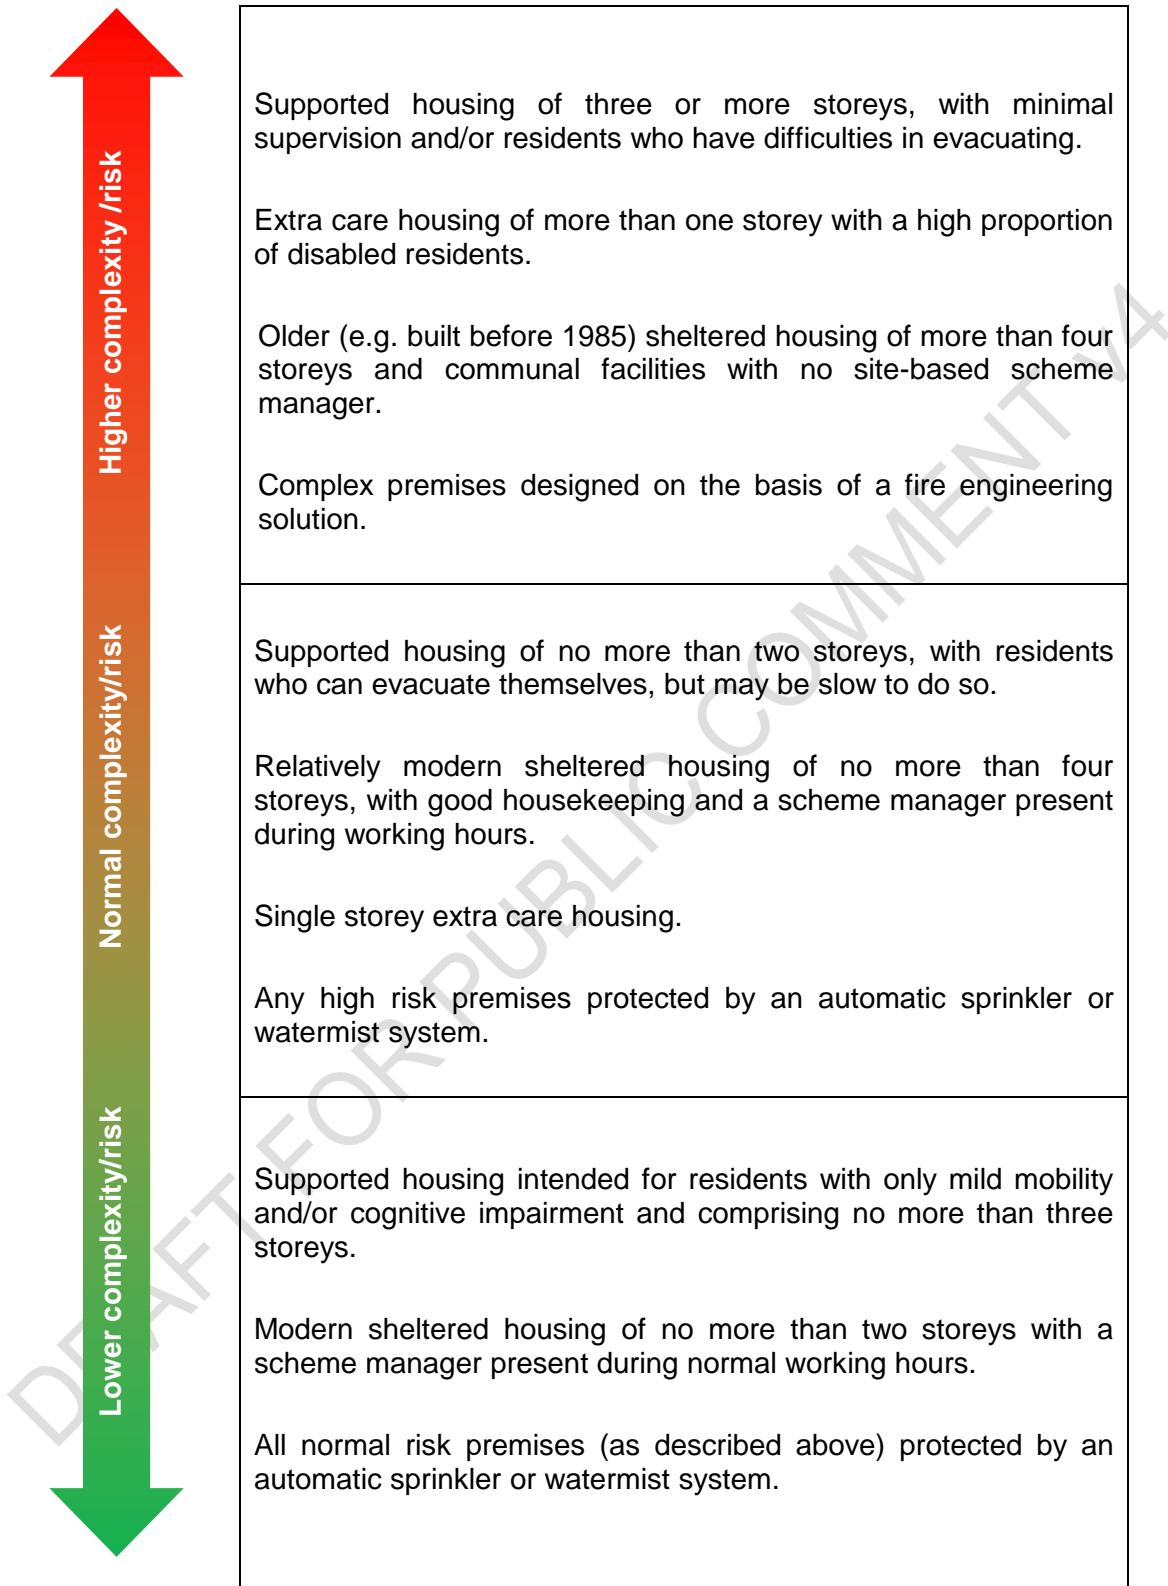 Higher complexity /risk
Supported housing of three or more storeys, with minimal
supervision and/or residents who have difficulties in evacuating.
Extra care housing of more than one storey with a high proportion
of disabled residents.
Older (e.g. built before 1985) sheltered housing of more than four
storeys and communal facilities with no site-based scheme
manager.
Complex premises designed on the basis of a fire engineering
solution.
Normal complexity/risk
Supported housing of no more than two storeys, with residents
who can evacuate themselves, but may be slow to do so.
Relatively modern sheltered housing of no more than four
storeys, with good housekeeping and a scheme manager present
during working hours.
Single storey extra care housing.
Any high risk premises protected by an automatic sprinkler or
watermist system.
Lower complexity/risk
Supported housing intended for residents with only mild mobility
and/or cognitive impairment and comprising no more than three
storeys.
Modern sheltered housing of no more than two storeys with a
scheme manager present during normal working hours.
All normal risk premises (as described above) protected by an
automatic sprinkler or watermist system.
DRAFT FOR PUBLIC COMMENT v4